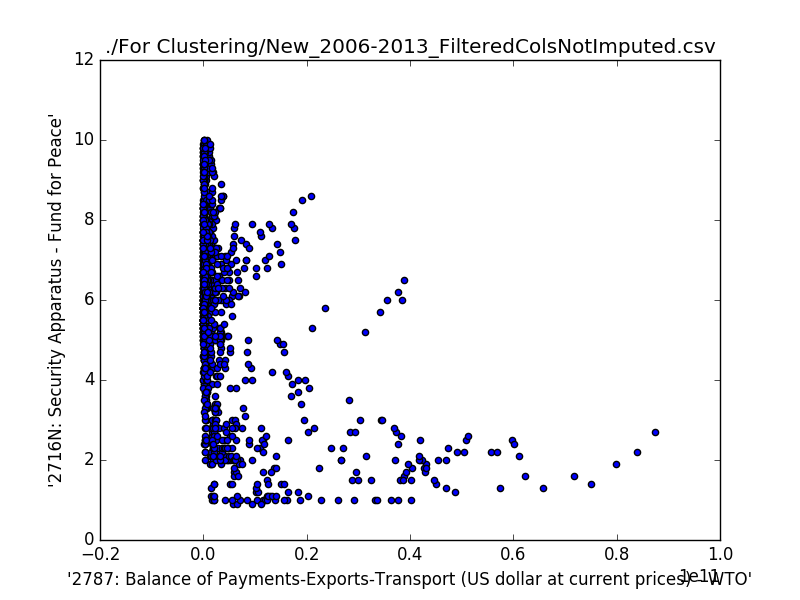 ./For Clustering/New_2006-2013_FilteredColsNotImputed.csv
12
10
8
6
4
2
0
'2716N: Security Apparatus - Fund for Peace'
−0.2 0.0 0.2 0.4 0.6 0.8 1.0
1e11
'2787: Balance of Payments-Exports-Transport (US dollar at current prices) - WTO'